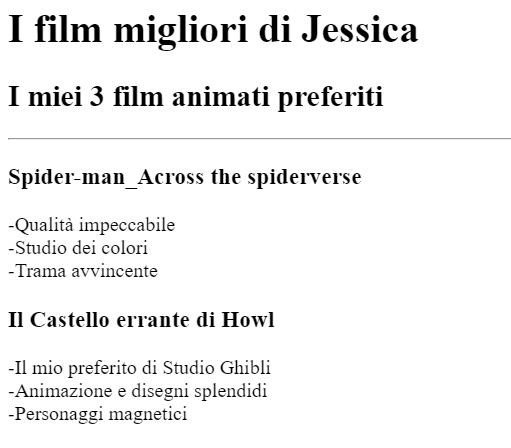 I film migliori di Jessica
I miei 3 film animati preferiti
Spider-man_Across the spiderverse
-Qualità impeccabile
-Studio dei colori
-Trama avvincente
Il Castello errante di Howl
-Il mio preferito di Studio Ghibli
-Animazione e disegni splendidi
-Personaggi magnetici